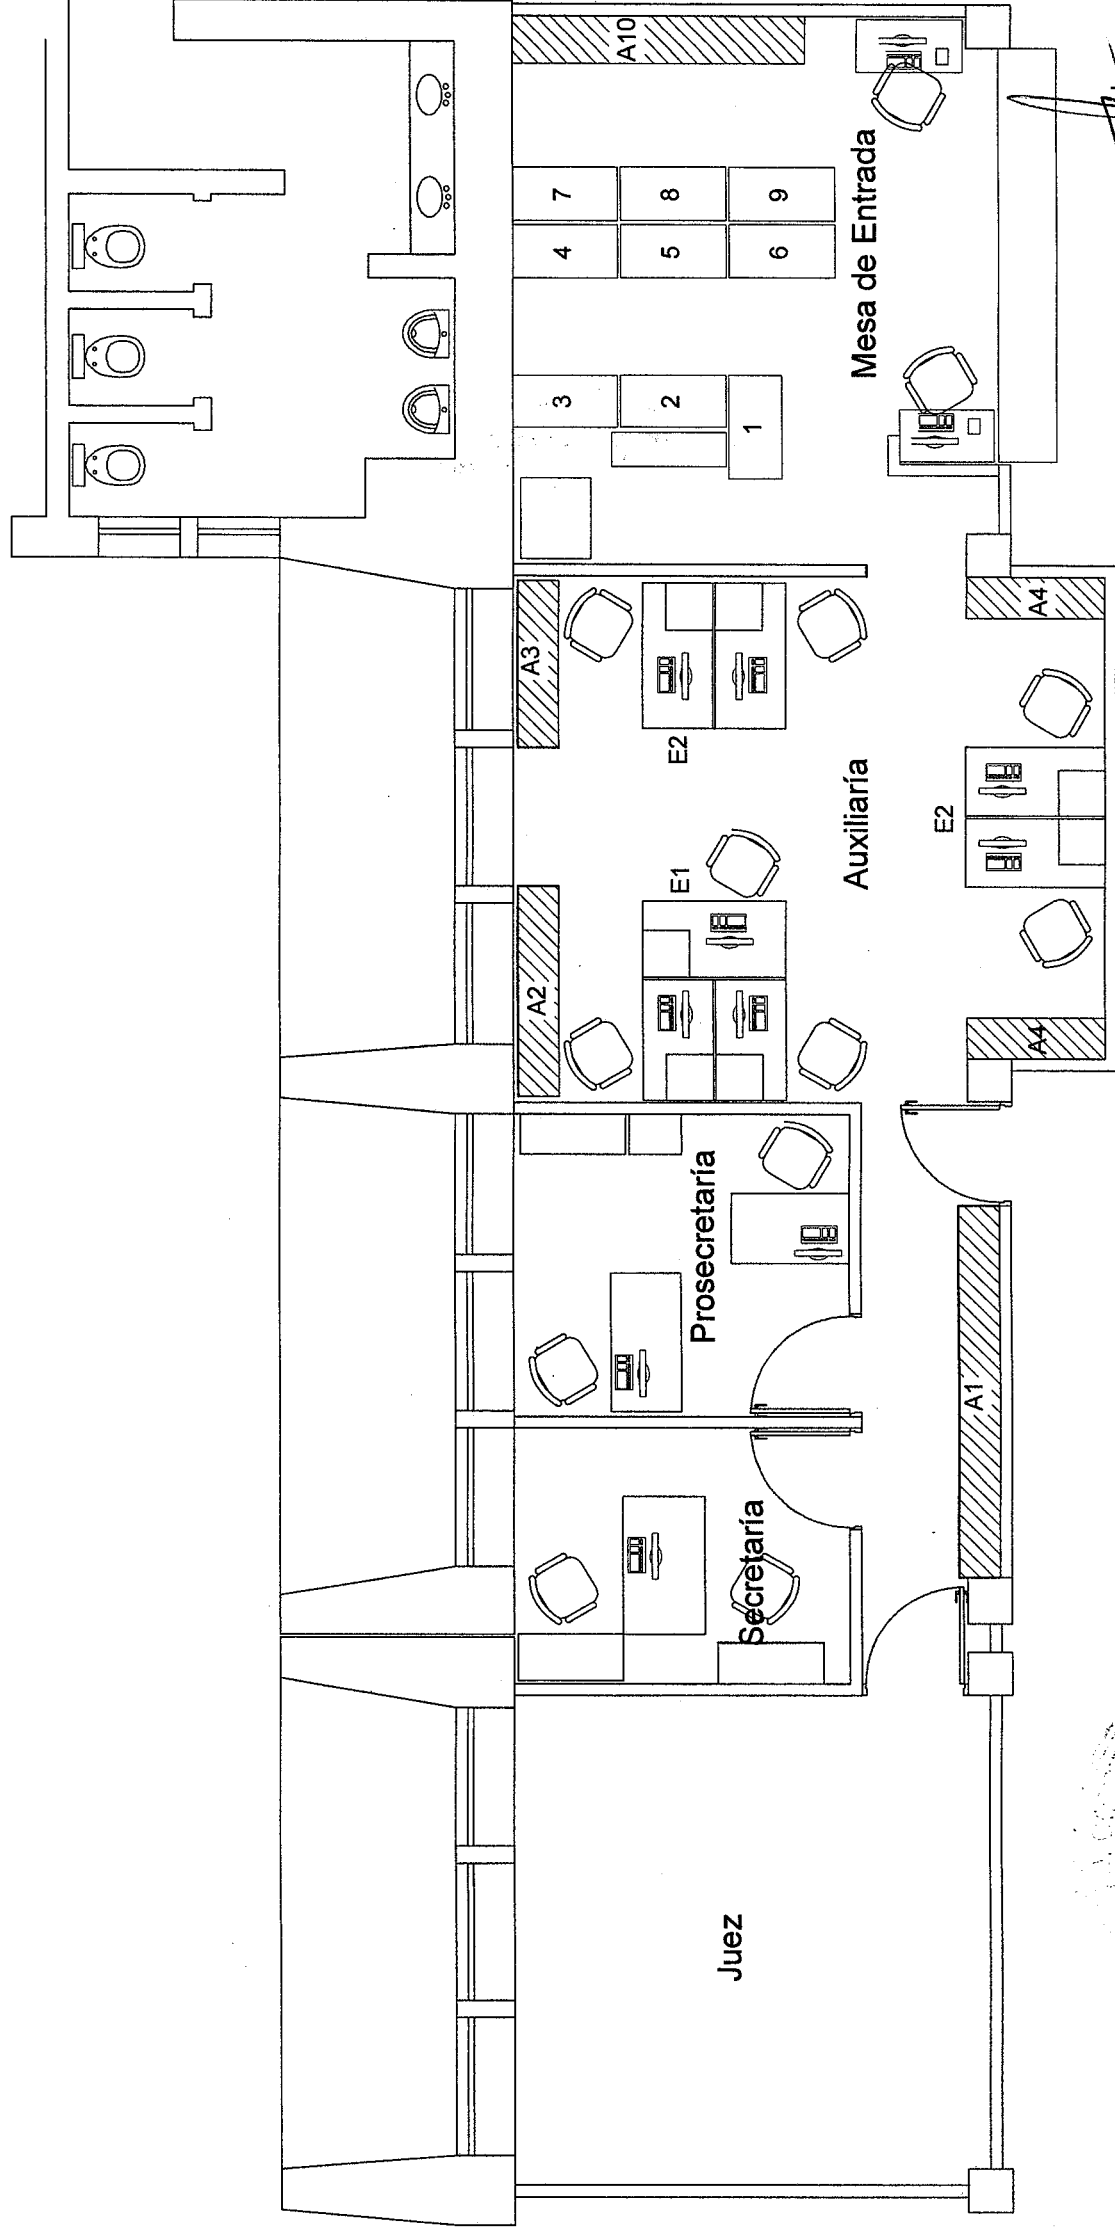 Juez
Secretaría
Prosecretaría
A1
A2
A3
E1
E2
Auxiliaría
E2
A4
A4
3
4
7
2
5
8
1
6
9
A10
Mesa de Entrada